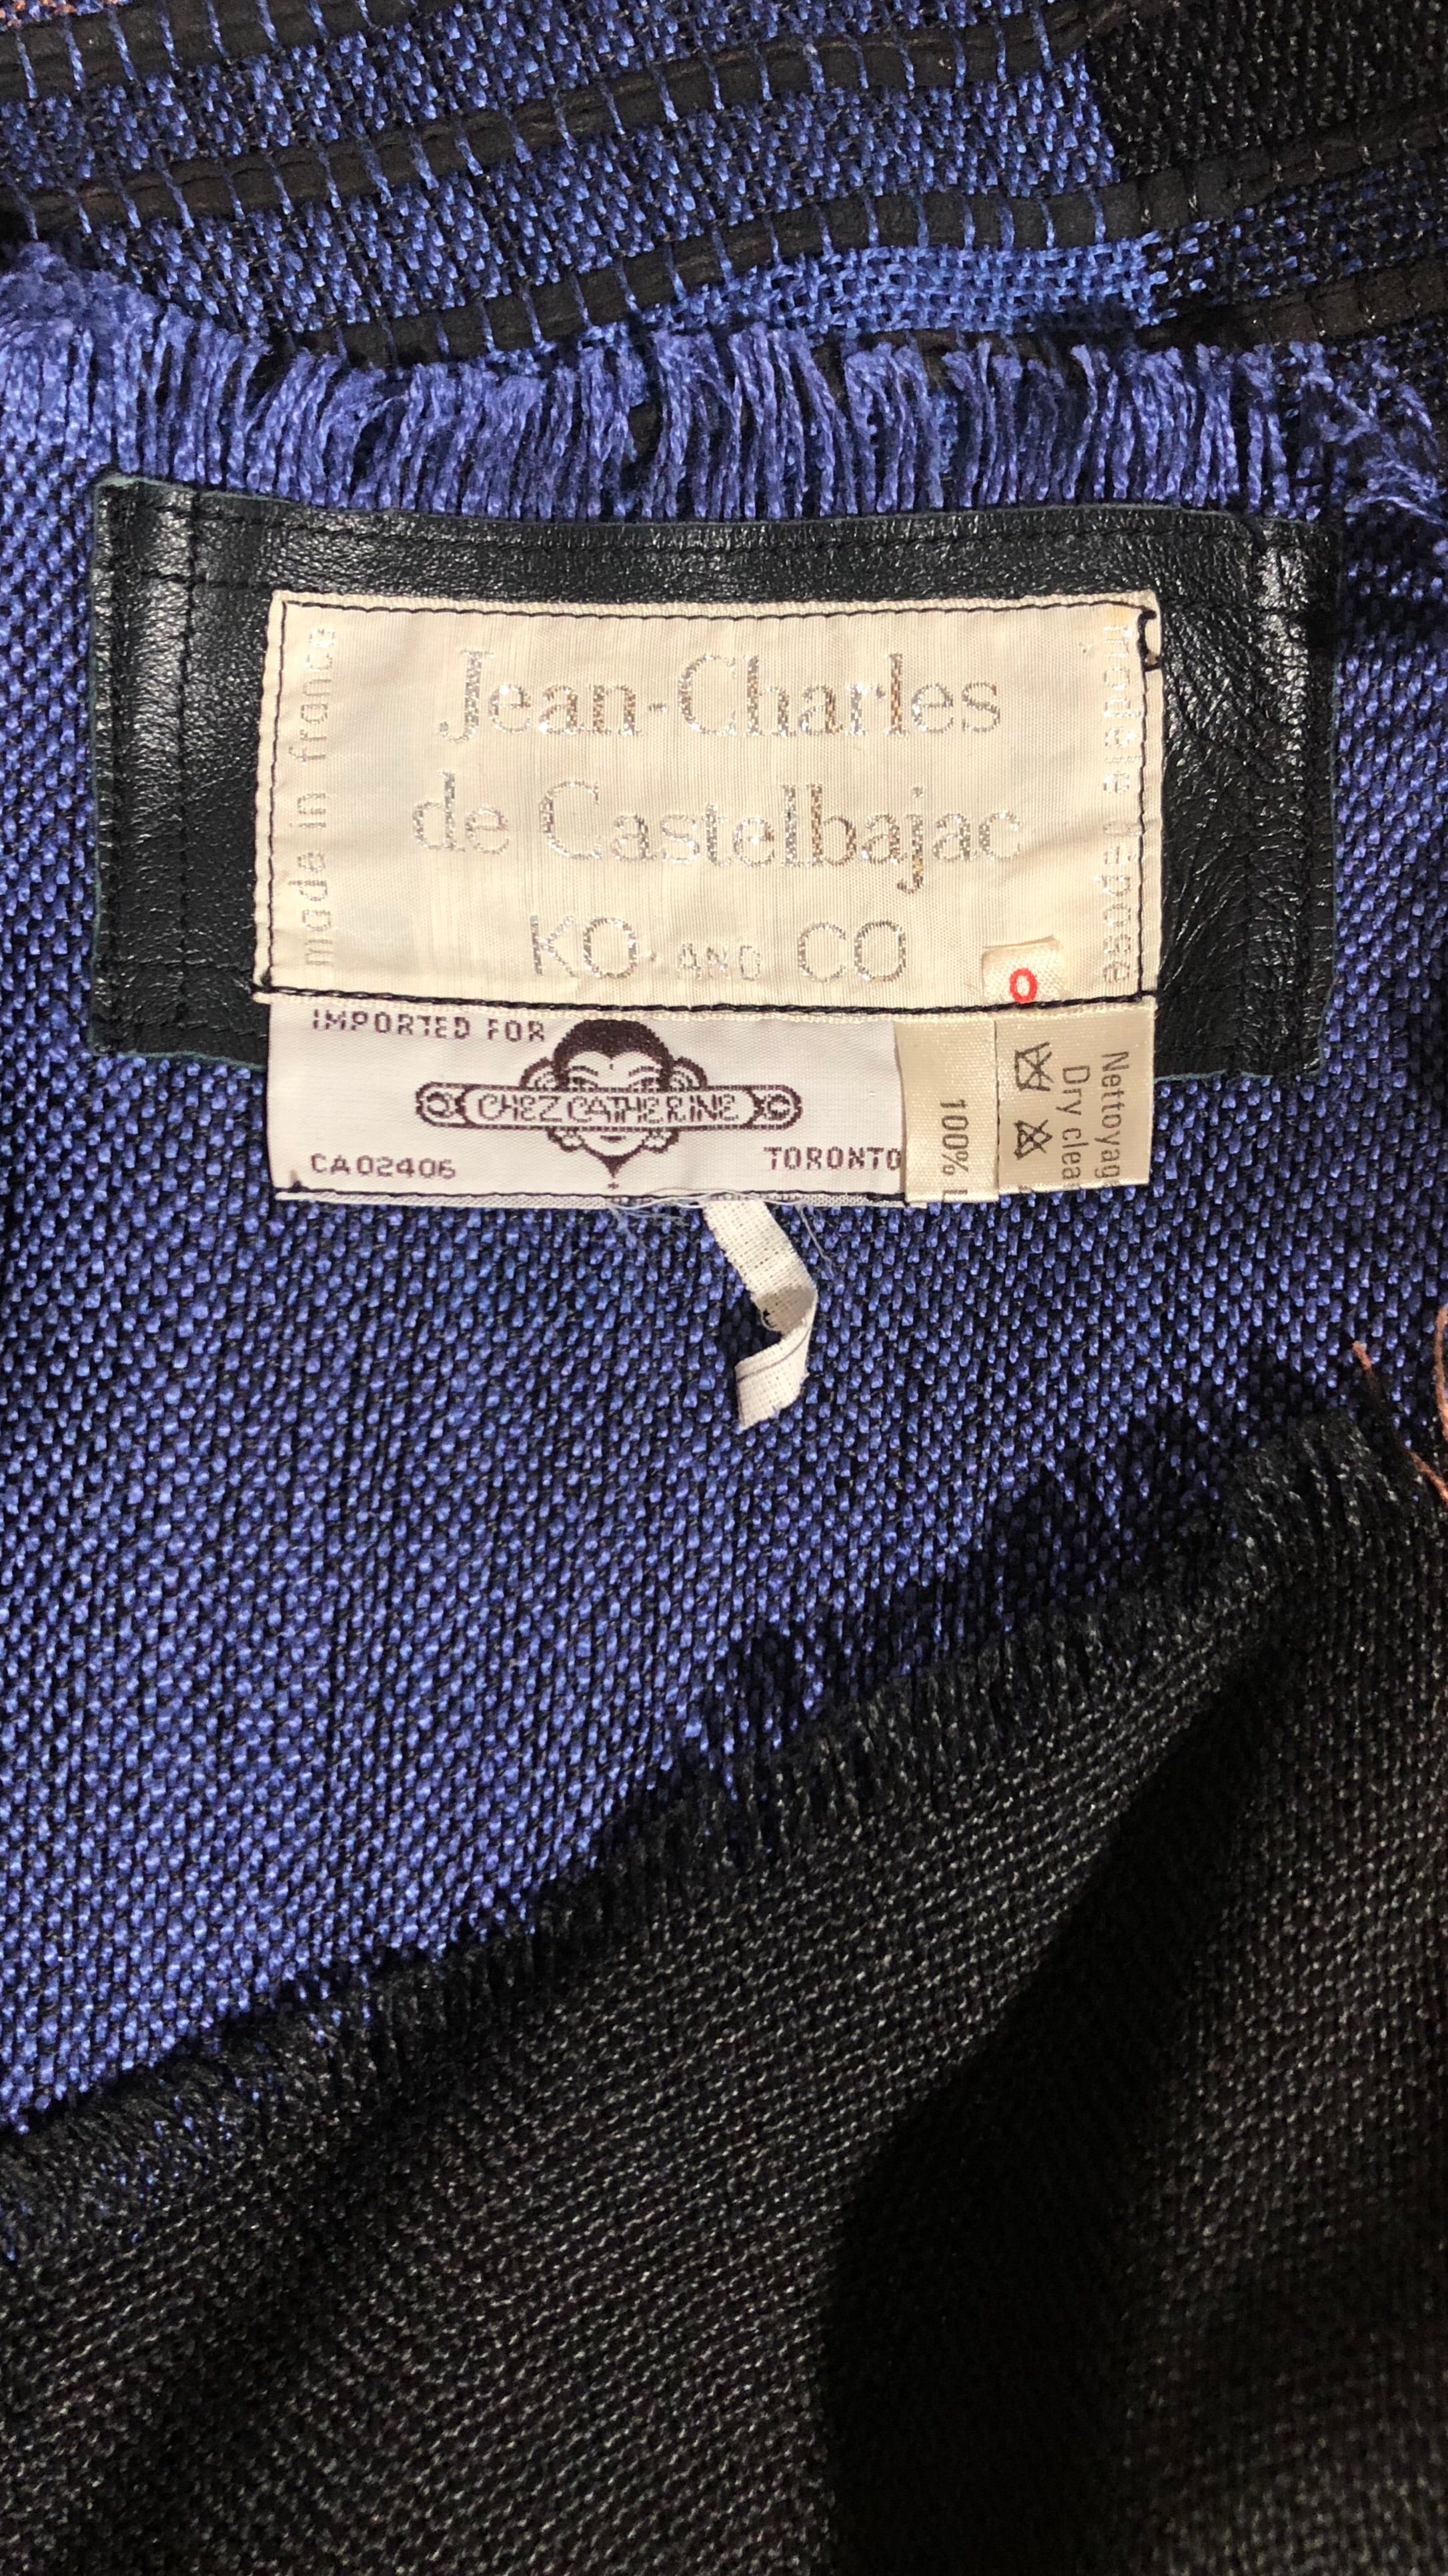 made in france
Jean-Charles
de Castelbajac
KO AND CO
modele depose
0
IMPORTED FOR
CHEZ CATHERINE
CA02406
TORONTO
100%
Nettoyag
Dry clea